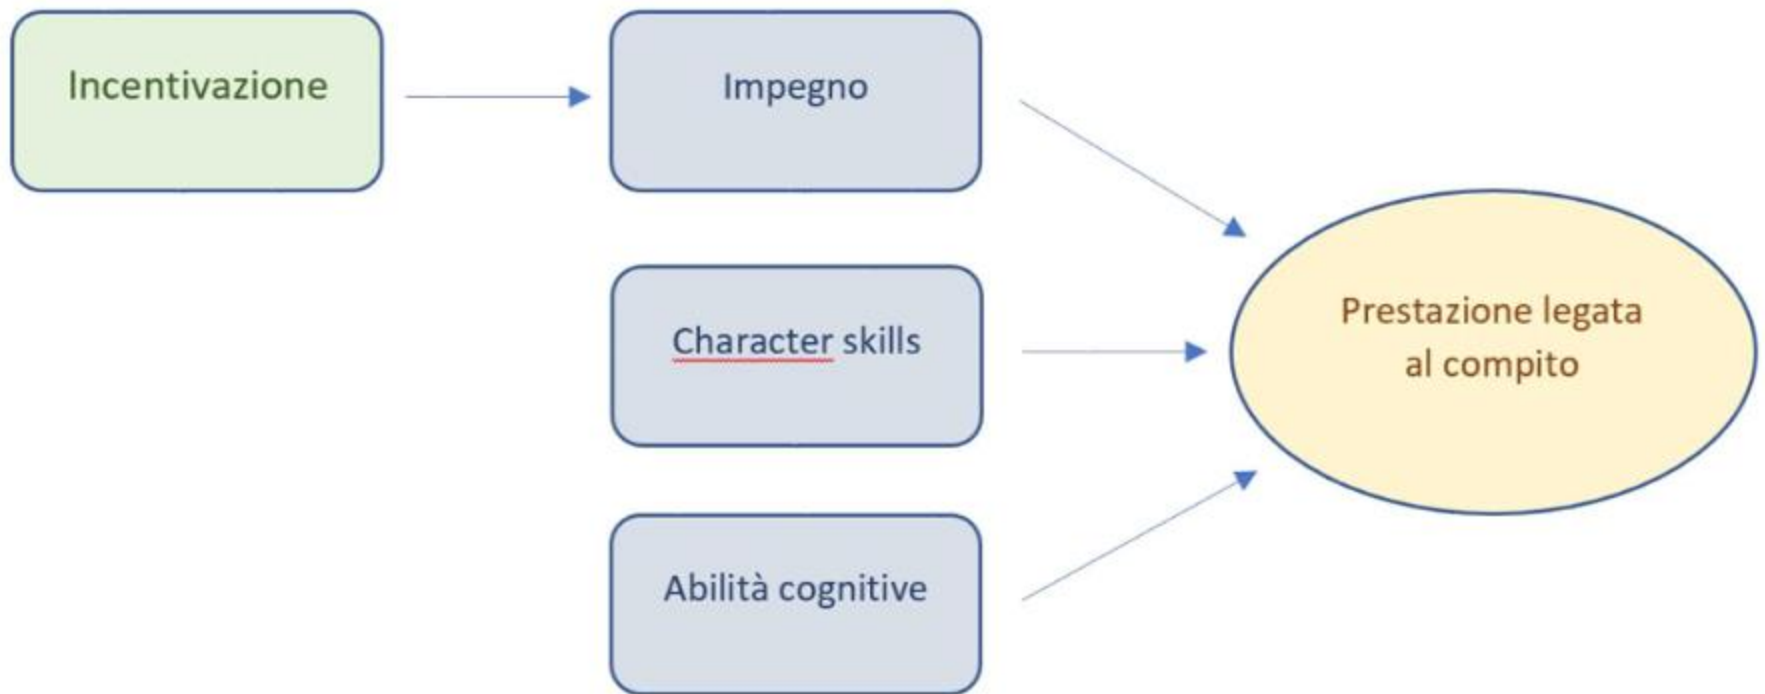 Incentivazione
Impegno
Character skills
Abilità cognitive
Prestazione legata
al compito